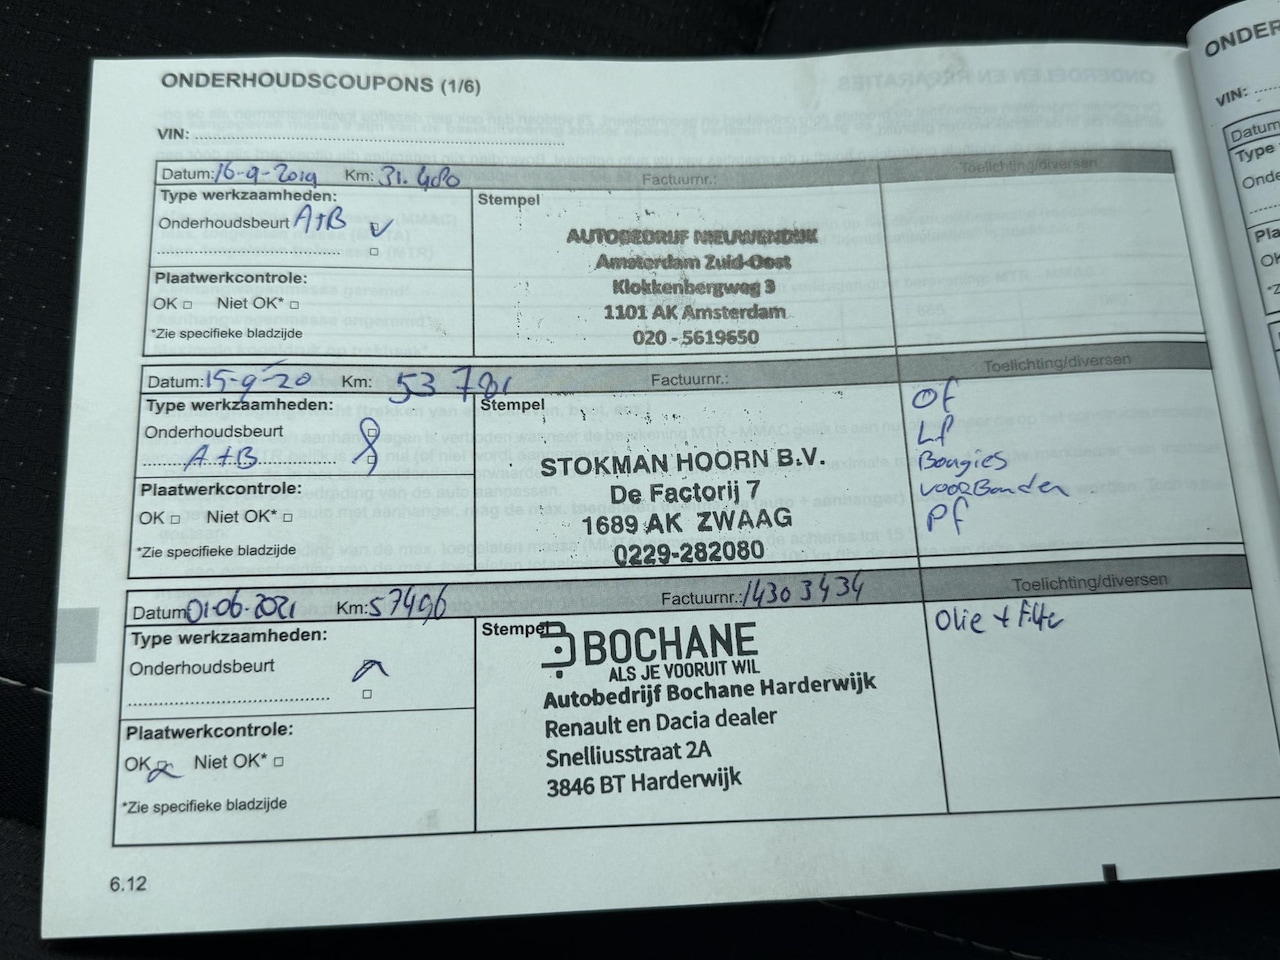 ONDERHOUDSCOUPONS (1/6)
VIN:
Datum: 16-9-2019 Km: 31.480 Factuurnr.: Toelichting/diversen
Type werkzaamheden: Stempel
Onderhoudsbeurt A+B
AUTOBEDRIJF NIEUWENDIJK
Amsterdam Zuid-Oost
Klokkenbergweg 3
1101 AK Amsterdam
020 - 5619650
Plaatwerkcontrole:
OK Niet OK*
*Zie specifieke bladzijde
Datum: 15-9-20 Km: 53 781 Factuurnr.: Toelichting/diversen
Type werkzaamheden: Stempel
Onderhoudsbeurt
A+B
STOKMAN HOORN B.V.
De Factorij 7
1689 AK ZWAAG
0229-282080
OF
LF
Bougies
voorbanden
PF
Plaatwerkcontrole:
OK Niet OK*
*Zie specifieke bladzijde
Datum: 01-06-2021 Km: 57496 Factuurnr.: 14303434 Toelichting/diversen
Type werkzaamheden: Stempel
Onderhoudsbeurt
BOCHANE
ALS JE VOORUIT WIL
Autobedrijf Bochane Harderwijk
Renault en Dacia dealer
Snelliusstraat 2A
3846 BT Harderwijk
Olie + Filter
Plaatwerkcontrole:
OK Niet OK*
*Zie specifieke bladzijde
6.12
VIN:
Datum
Type